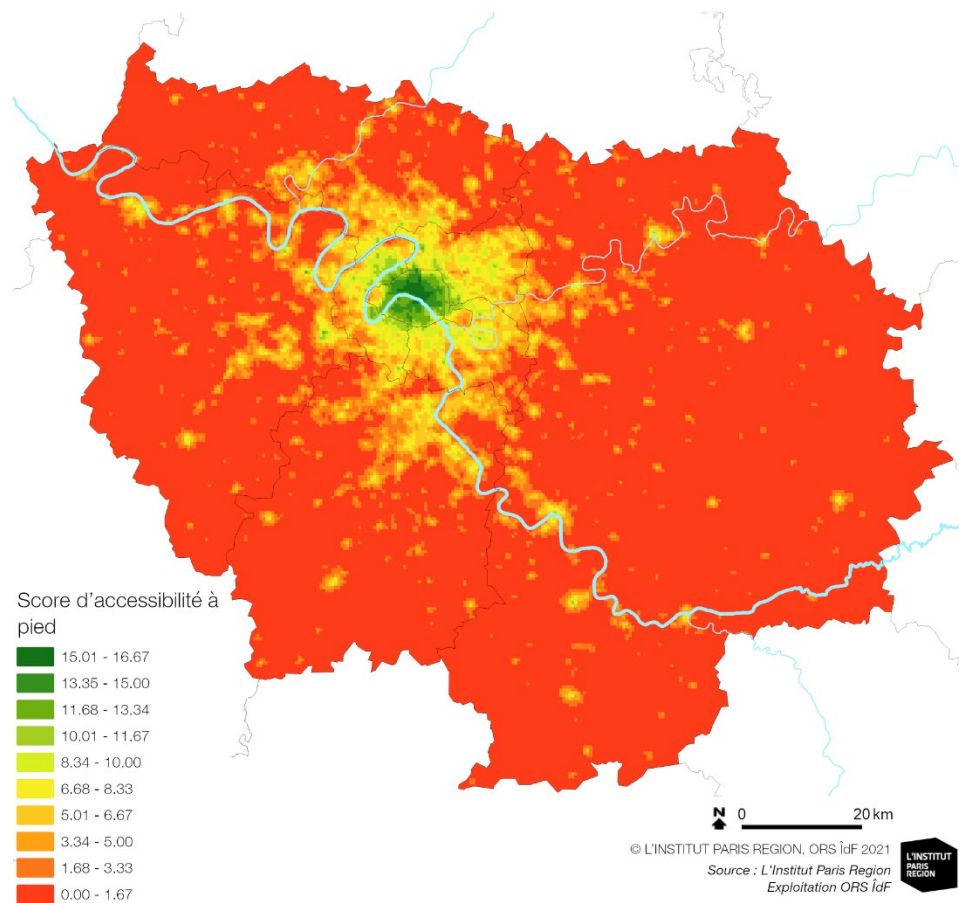 Score d'accessibilité à
pied
15.01 - 16.67
13.35 - 15.00
11.68 - 13.34
10.01 - 11.67
8.34 - 10.00
6.68 - 8.33
5.01 - 6.67
3.34 - 5.00
1.68 - 3.33
0.00 - 1.67
N 0 20 km
© L'INSTITUT PARIS REGION, ORS ÎdF 2021
Source : L'Institut Paris Region
Exploitation ORS ÎdF
L'INSTITUT
PARIS
REGION